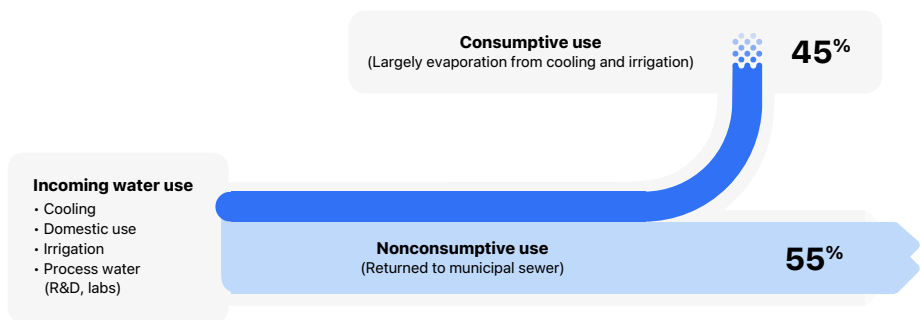 Consumptive use
(Largely evaporation from cooling and irrigation)
45%
Incoming water use
• Cooling
• Domestic use
• Irrigation
• Process water
(R&D, labs)
Nonconsumptive use
(Returned to municipal sewer)
55%